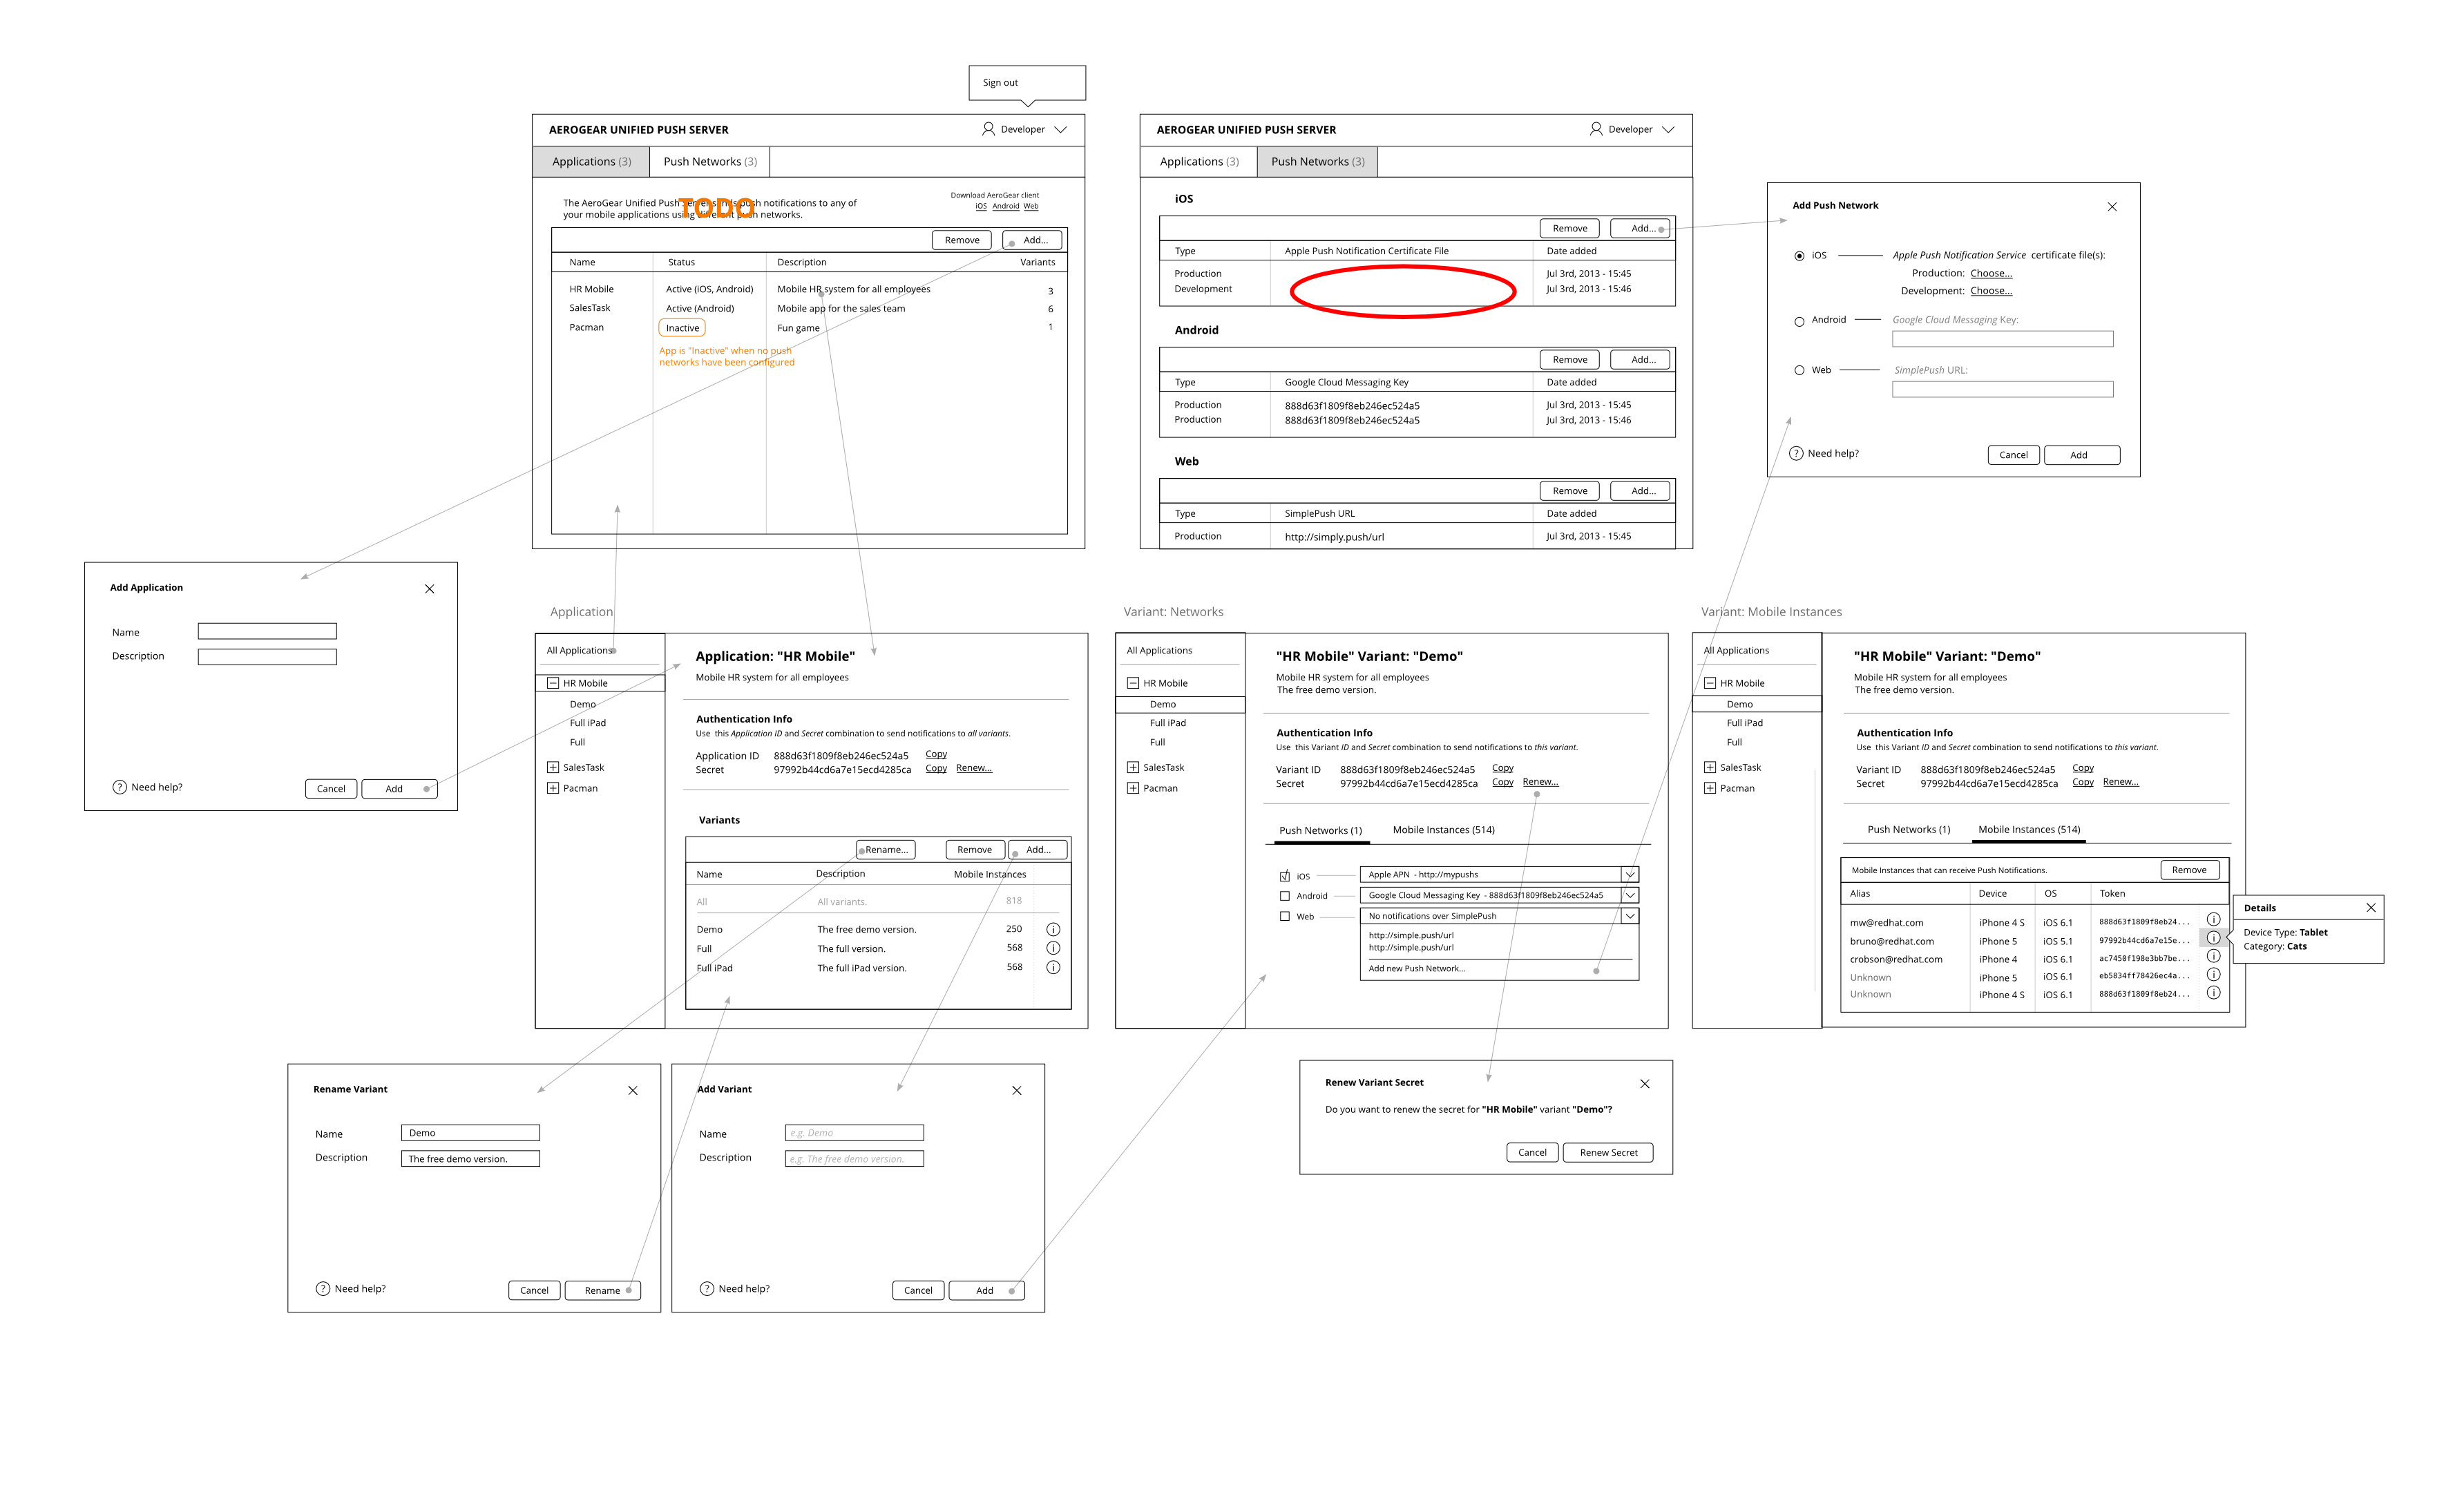 Sign out
AEROGEAR UNIFIED PUSH SERVER
Developer
Applications (3)
Push Networks (3)
The AeroGear Unified Push Server sends push notifications to any of
your mobile applications using different push networks.
TODO
Download AeroGear client
iOS Android Web
Remove
Add...
Name Status Description Variants
HR Mobile Active (iOS, Android) Mobile HR system for all employees 3
SalesTask Active (Android) Mobile app for the sales team 6
Pacman Inactive Fun game 1
App is "Inactive" when no push
networks have been configured
AEROGEAR UNIFIED PUSH SERVER
Developer
Applications (3)
Push Networks (3)
iOS
Remove
Add...
Type Apple Push Notification Certificate File Date added
Production Jul 3rd, 2013 - 15:45
Development Jul 3rd, 2013 - 15:46
Android
Remove
Add...
Type Google Cloud Messaging Key Date added
Production 888d63f1809f8eb246ec524a5 Jul 3rd, 2013 - 15:45
Production 888d63f1809f8eb246ec524a5 Jul 3rd, 2013 - 15:46
Web
Remove
Add...
Type SimplePush URL Date added
Production http://simply.push/url Jul 3rd, 2013 - 15:45
Add Push Network
iOS Apple Push Notification Service certificate file(s):
Production: Choose...
Development: Choose...
Android Google Cloud Messaging Key:
Web SimplePush URL:
? Need help?
Cancel
Add
Add Application
Name
Description
? Need help?
Cancel
Add
Application
All Applications
HR Mobile
Demo
Full iPad
Full
SalesTask
Pacman
Application: "HR Mobile"
Mobile HR system for all employees
Authentication Info
Use this Application ID and Secret combination to send notifications to all variants.
Application ID 888d63f1809f8eb246ec524a5 Copy
Secret 97992b44cd6a7e15ecd4285ca Copy Renew...
Variants
Rename...
Remove
Add...
Name Description Mobile Instances
All All variants. 818
Demo The free demo version. 250 i
Full The full version. 568 i
Full iPad The full iPad version. 568 i
Variant: Networks
All Applications
HR Mobile
Demo
Full iPad
Full
SalesTask
Pacman
"HR Mobile" Variant: "Demo"
Mobile HR system for all employees
The free demo version.
Authentication Info
Use this Variant ID and Secret combination to send notifications to this variant.
Variant ID 888d63f1809f8eb246ec524a5 Copy
Secret 97992b44cd6a7e15ecd4285ca Copy Renew...
Push Networks (1)
Mobile Instances (514)
iOS Apple APN - http://mypushs
Android Google Cloud Messaging Key - 888d63f1809f8eb246ec524a5
Web No notifications over SimplePush
http://simple.push/url
http://simple.push/url
Add new Push Network...
Variant: Mobile Instances
All Applications
HR Mobile
Demo
Full iPad
Full
SalesTask
Pacman
"HR Mobile" Variant: "Demo"
Mobile HR system for all employees
The free demo version.
Authentication Info
Use this Variant ID and Secret combination to send notifications to this variant.
Variant ID 888d63f1809f8eb246ec524a5 Copy
Secret 97992b44cd6a7e15ecd4285ca Copy Renew...
Push Networks (1)
Mobile Instances (514)
Mobile Instances that can receive Push Notifications.
Remove
Alias Device OS Token
mw@redhat.com iPhone 4 S iOS 6.1 888d63f1809f8eb24... i
bruno@redhat.com iPhone 5 iOS 5.1 97992b44cd6a7e15e... i
crobson@redhat.com iPhone 4 iOS 6.1 ac7450f198e3bb7be... i
Unknown iPhone 5 iOS 6.1 eb5834ff78426ec4a... i
Unknown iPhone 4 S iOS 6.1 888d63f1809f8eb24... i
Details
Device Type: Tablet
Category: Cats
Rename Variant
Name Demo
Description The free demo version.
? Need help?
Cancel
Rename
Add Variant
Name e.g. Demo
Description e.g. The free demo version.
? Need help?
Cancel
Add
Renew Variant Secret
Do you want to renew the secret for "HR Mobile" variant "Demo"?
Cancel
Renew Secret